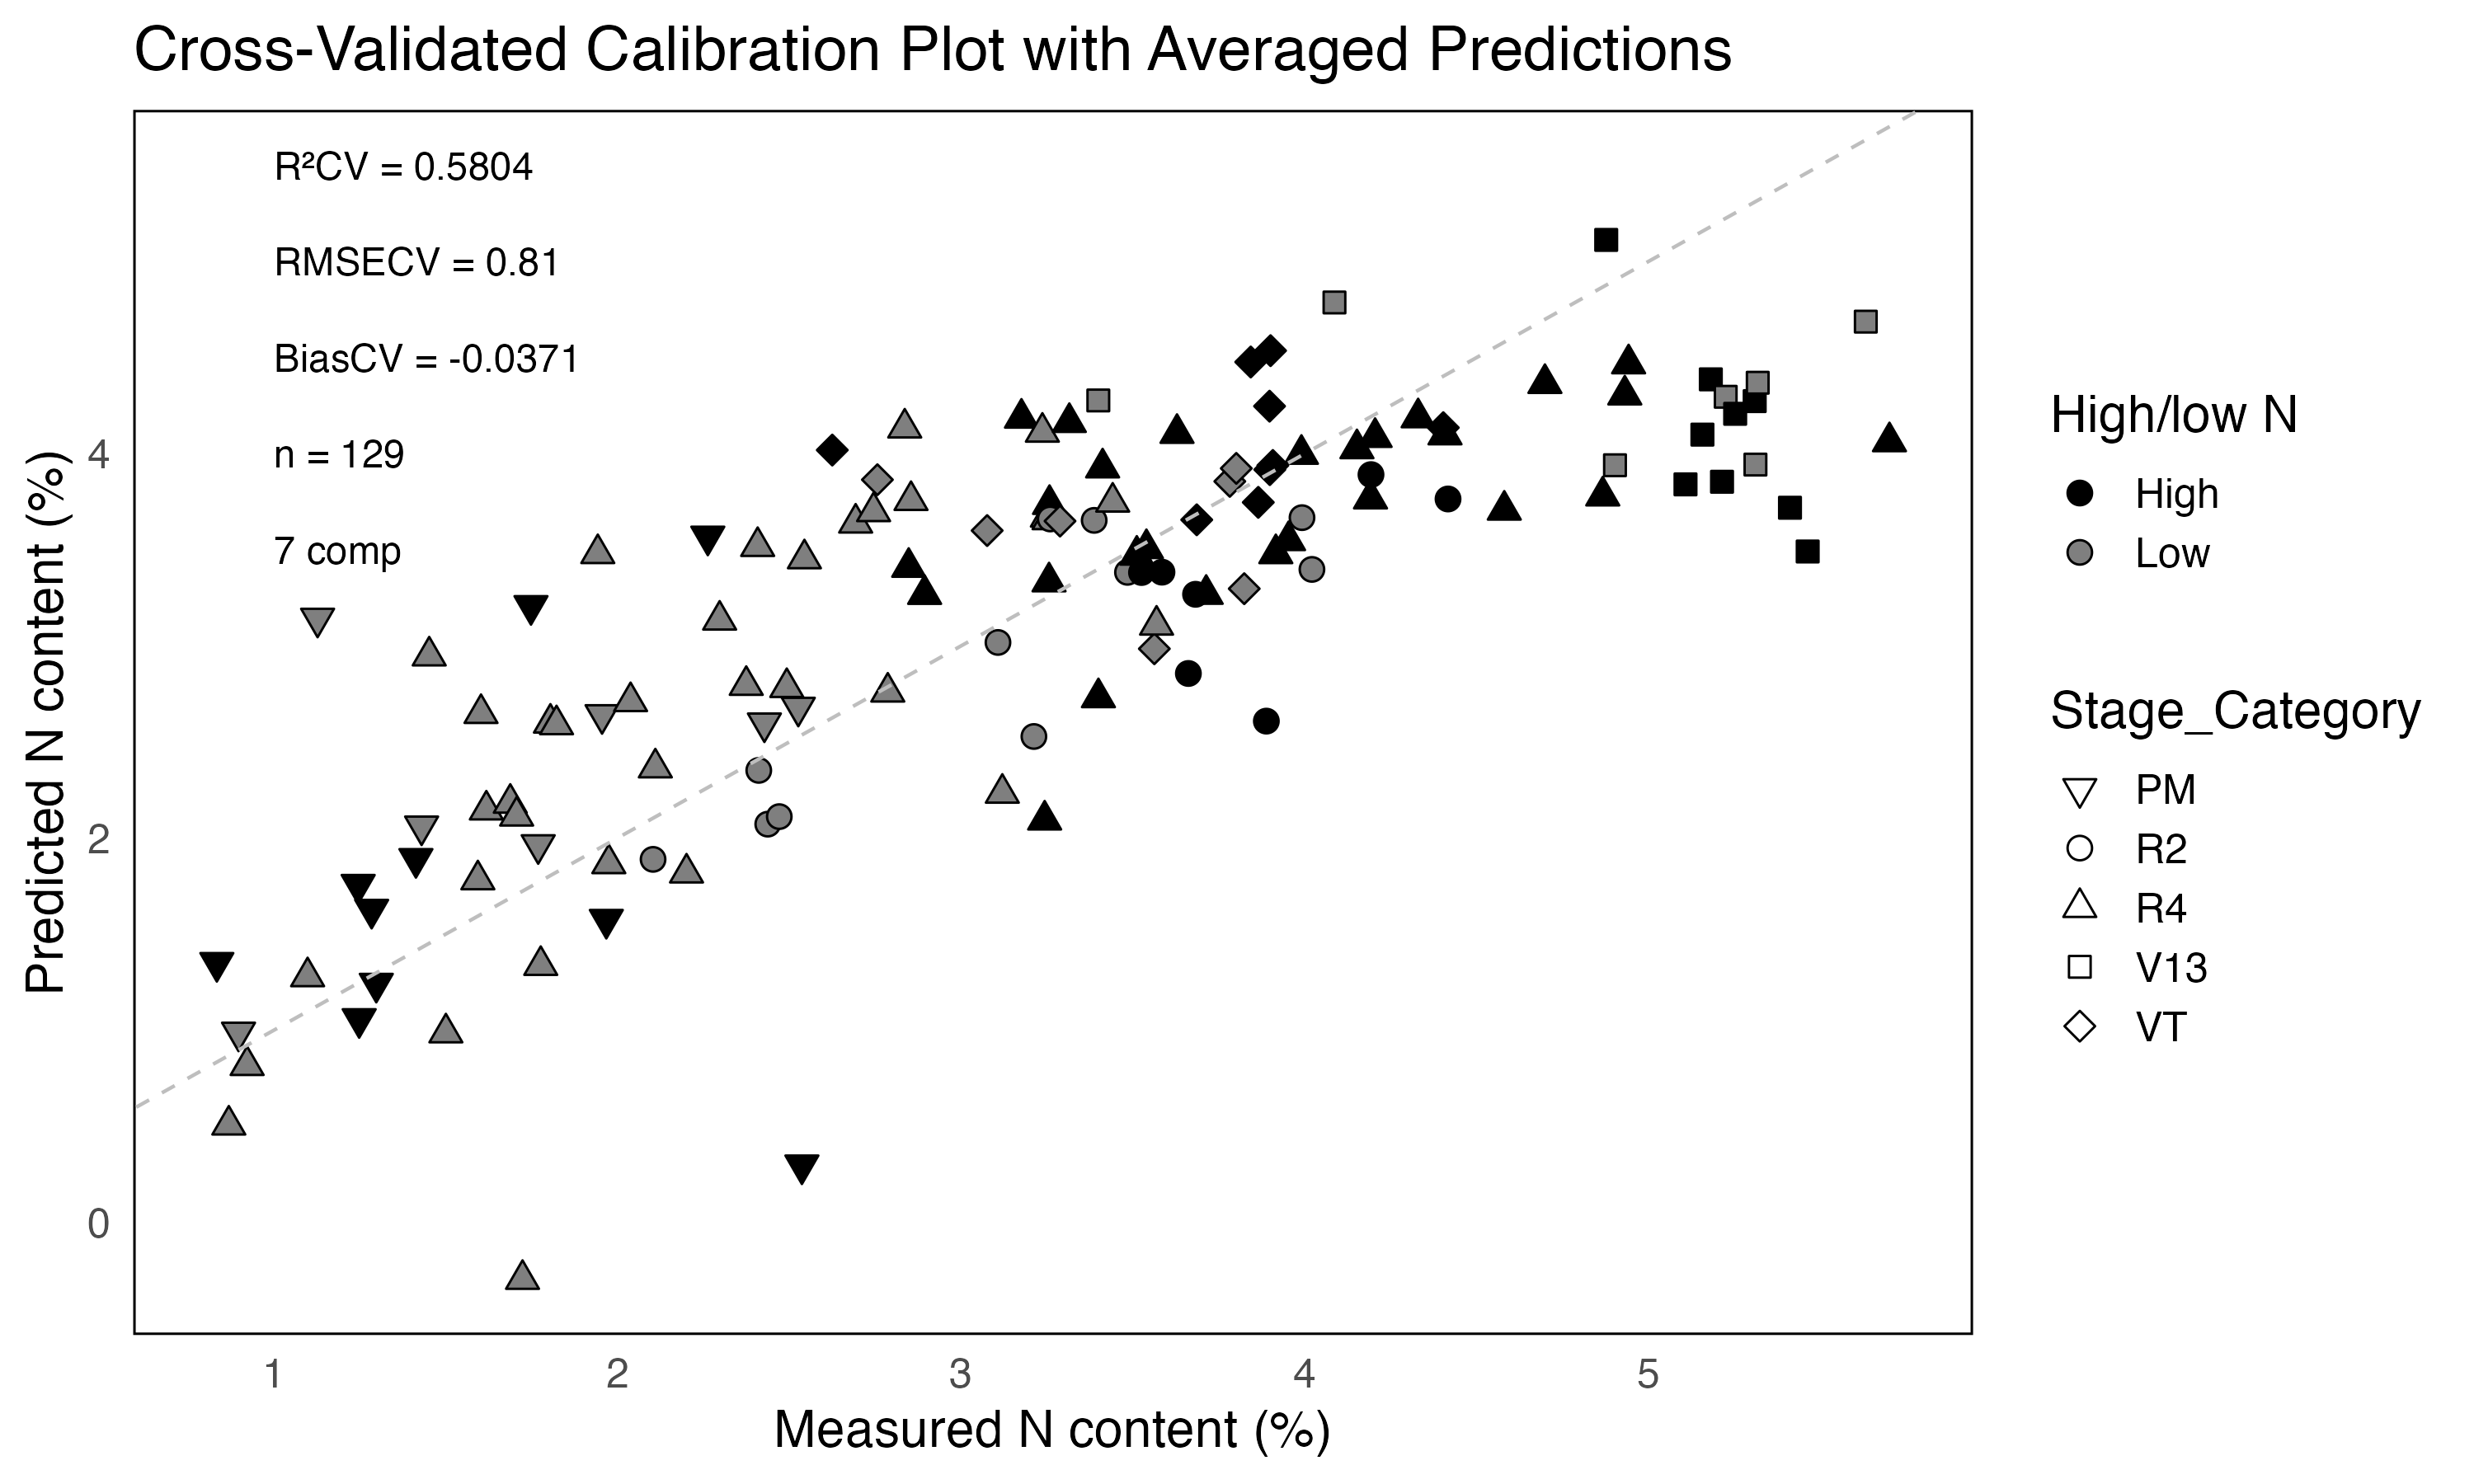 Cross-Validated Calibration Plot with Averaged Predictions
R²CV = 0.5804
RMSECV = 0.81
BiasCV = -0.0371
n = 129
7 comp
Predicted N content (%)
4
2
0
1 2 3 4 5
Measured N content (%)
High/low N
High
Low
Stage_Category
PM
R2
R4
V13
VT